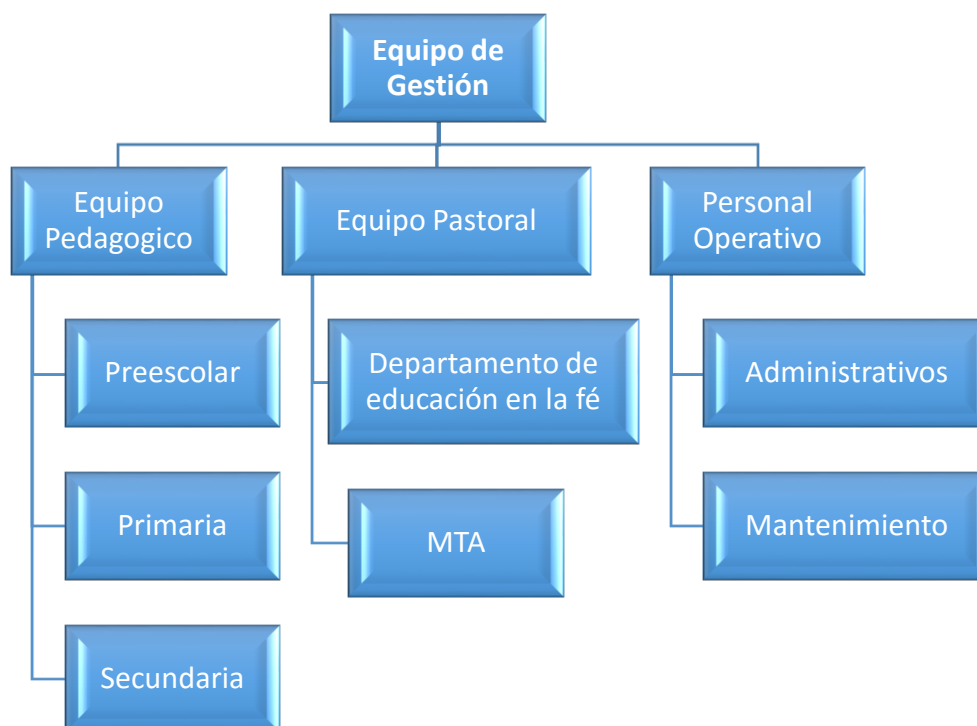 Equipo de
Gestión
Equipo
Pedagogico
Equipo Pastoral
Personal
Operativo
Preescolar
Departamento de
educación en la fé
Administrativos
Primaria
MTA
Mantenimiento
Secundaria